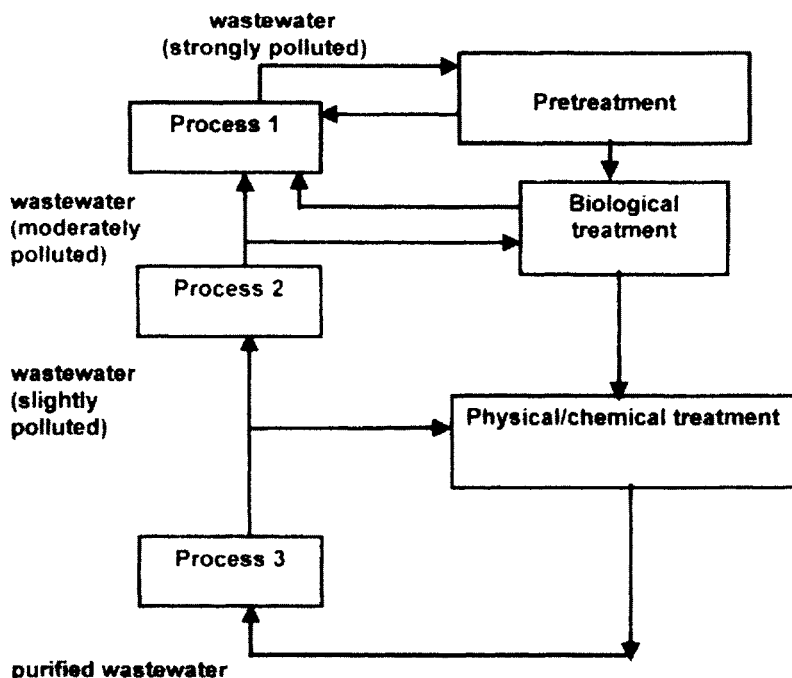 wastewater
(strongly polluted)
Pretreatment
Process 1
wastewater
(moderately
polluted)
Biological
treatment
Process 2
wastewater
(slightly
polluted)
Physical/chemical treatment
Process 3
purified wastewater